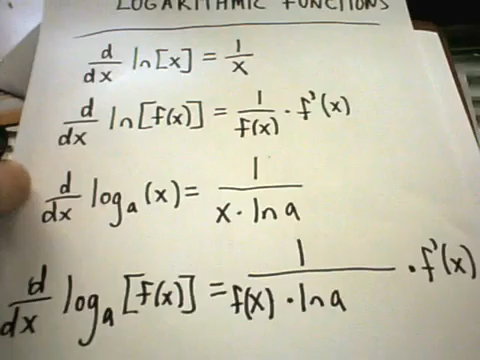 LOGARITHMIC FUNCTIONS
d/dx ln[x] = 1/x
d/dx ln[f(x)] = 1/f(x) · f'(x)
d/dx logₐ(x) = 1/(x · ln a)
d/dx logₐ[f(x)] = 1/(f(x) · ln a) · f'(x)